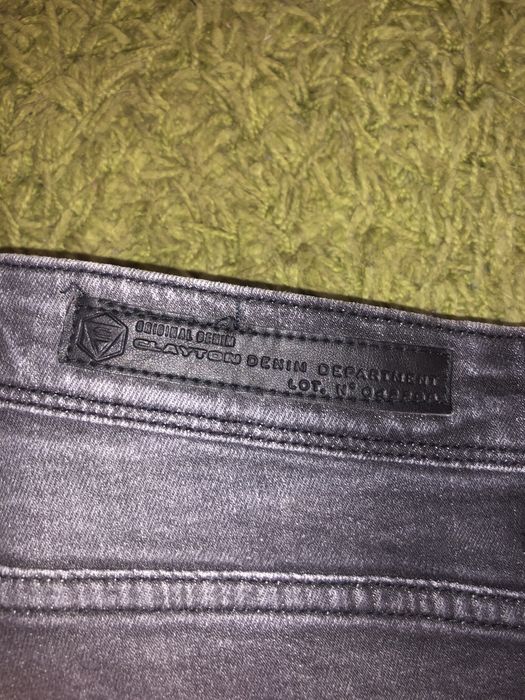 ORIGINAL DENIM
CLAYTON DENIM DEPARTMENT
LOT. N°